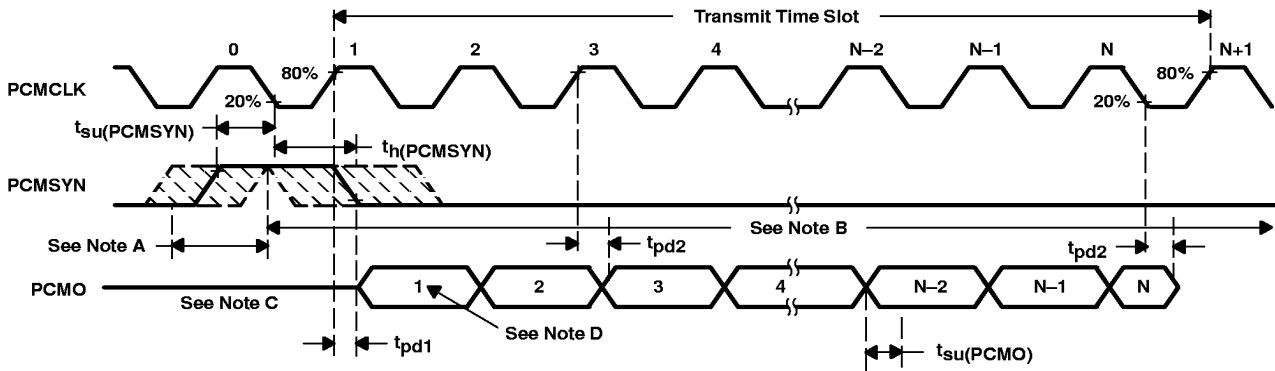 Transmit Time Slot
0 1 2 3 4 N–2 N–1 N N+1
PCMCLK
80%
20%
80%
20%
tsu(PCMSYN)
th(PCMSYN)
PCMSYN
See Note A
See Note B
tpd2
tpd2
PCMO
1 2 3 4 N–2 N–1 N
See Note C
See Note D
tpd1
tsu(PCMO)